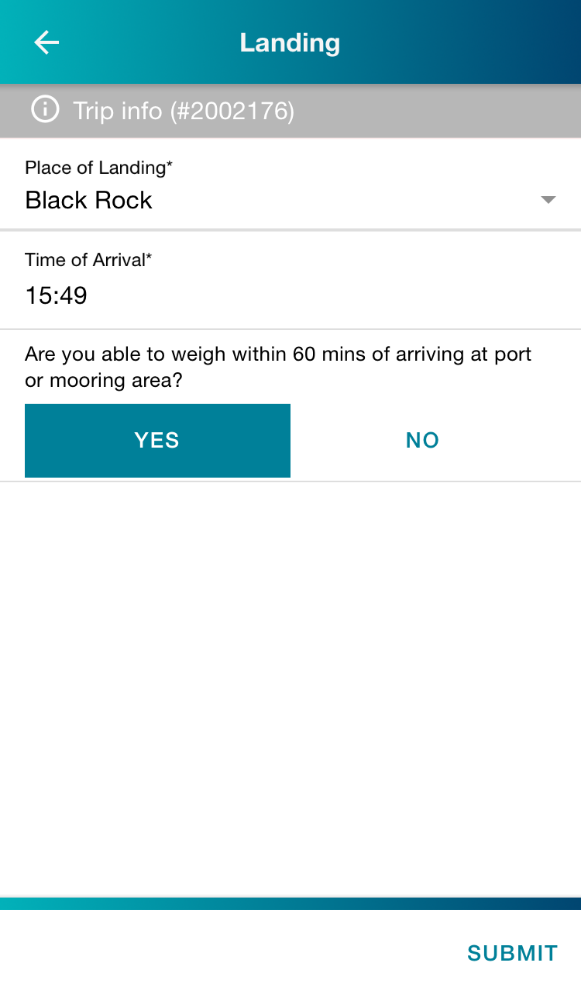 Landing
Trip info (#2002176)
Place of Landing*
Black Rock
Time of Arrival*
15:49
Are you able to weigh within 60 mins of arriving at port
or mooring area?
YES
NO
SUBMIT